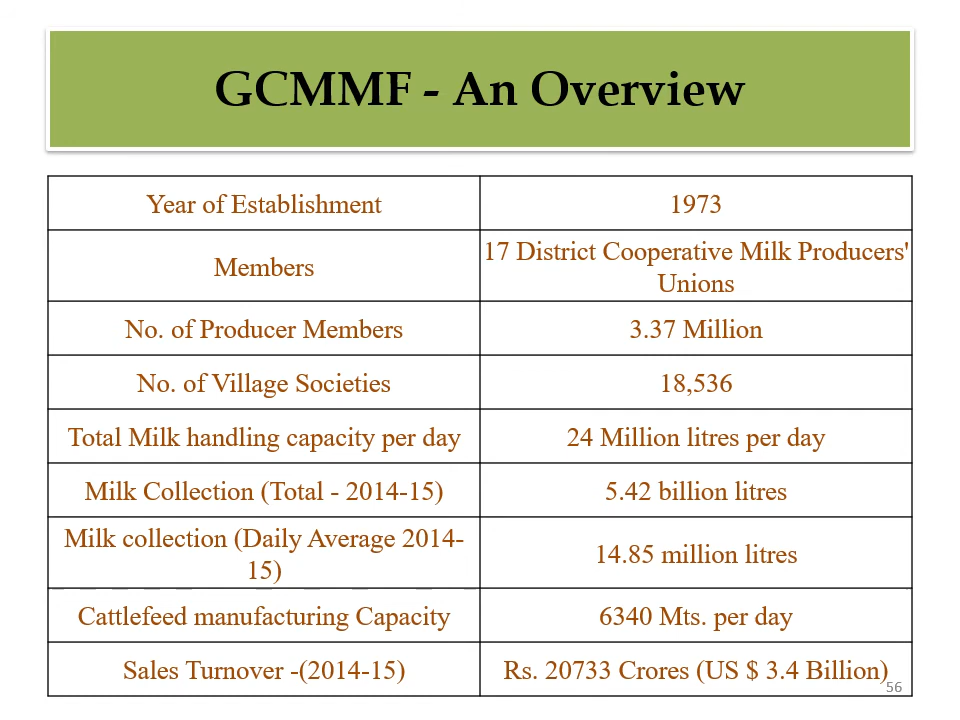 GCMMF - An Overview
Year of Establishment
1973
Members
17 District Cooperative Milk Producers'
Unions
No. of Producer Members
3.37 Million
No. of Village Societies
18,536
Total Milk handling capacity per day
24 Million litres per day
Milk Collection (Total - 2014-15)
5.42 billion litres
Milk collection (Daily Average 2014-
15)
14.85 million litres
Cattlefeed manufacturing Capacity
6340 Mts. per day
Sales Turnover -(2014-15)
Rs. 20733 Crores (US $ 3.4 Billion)
56